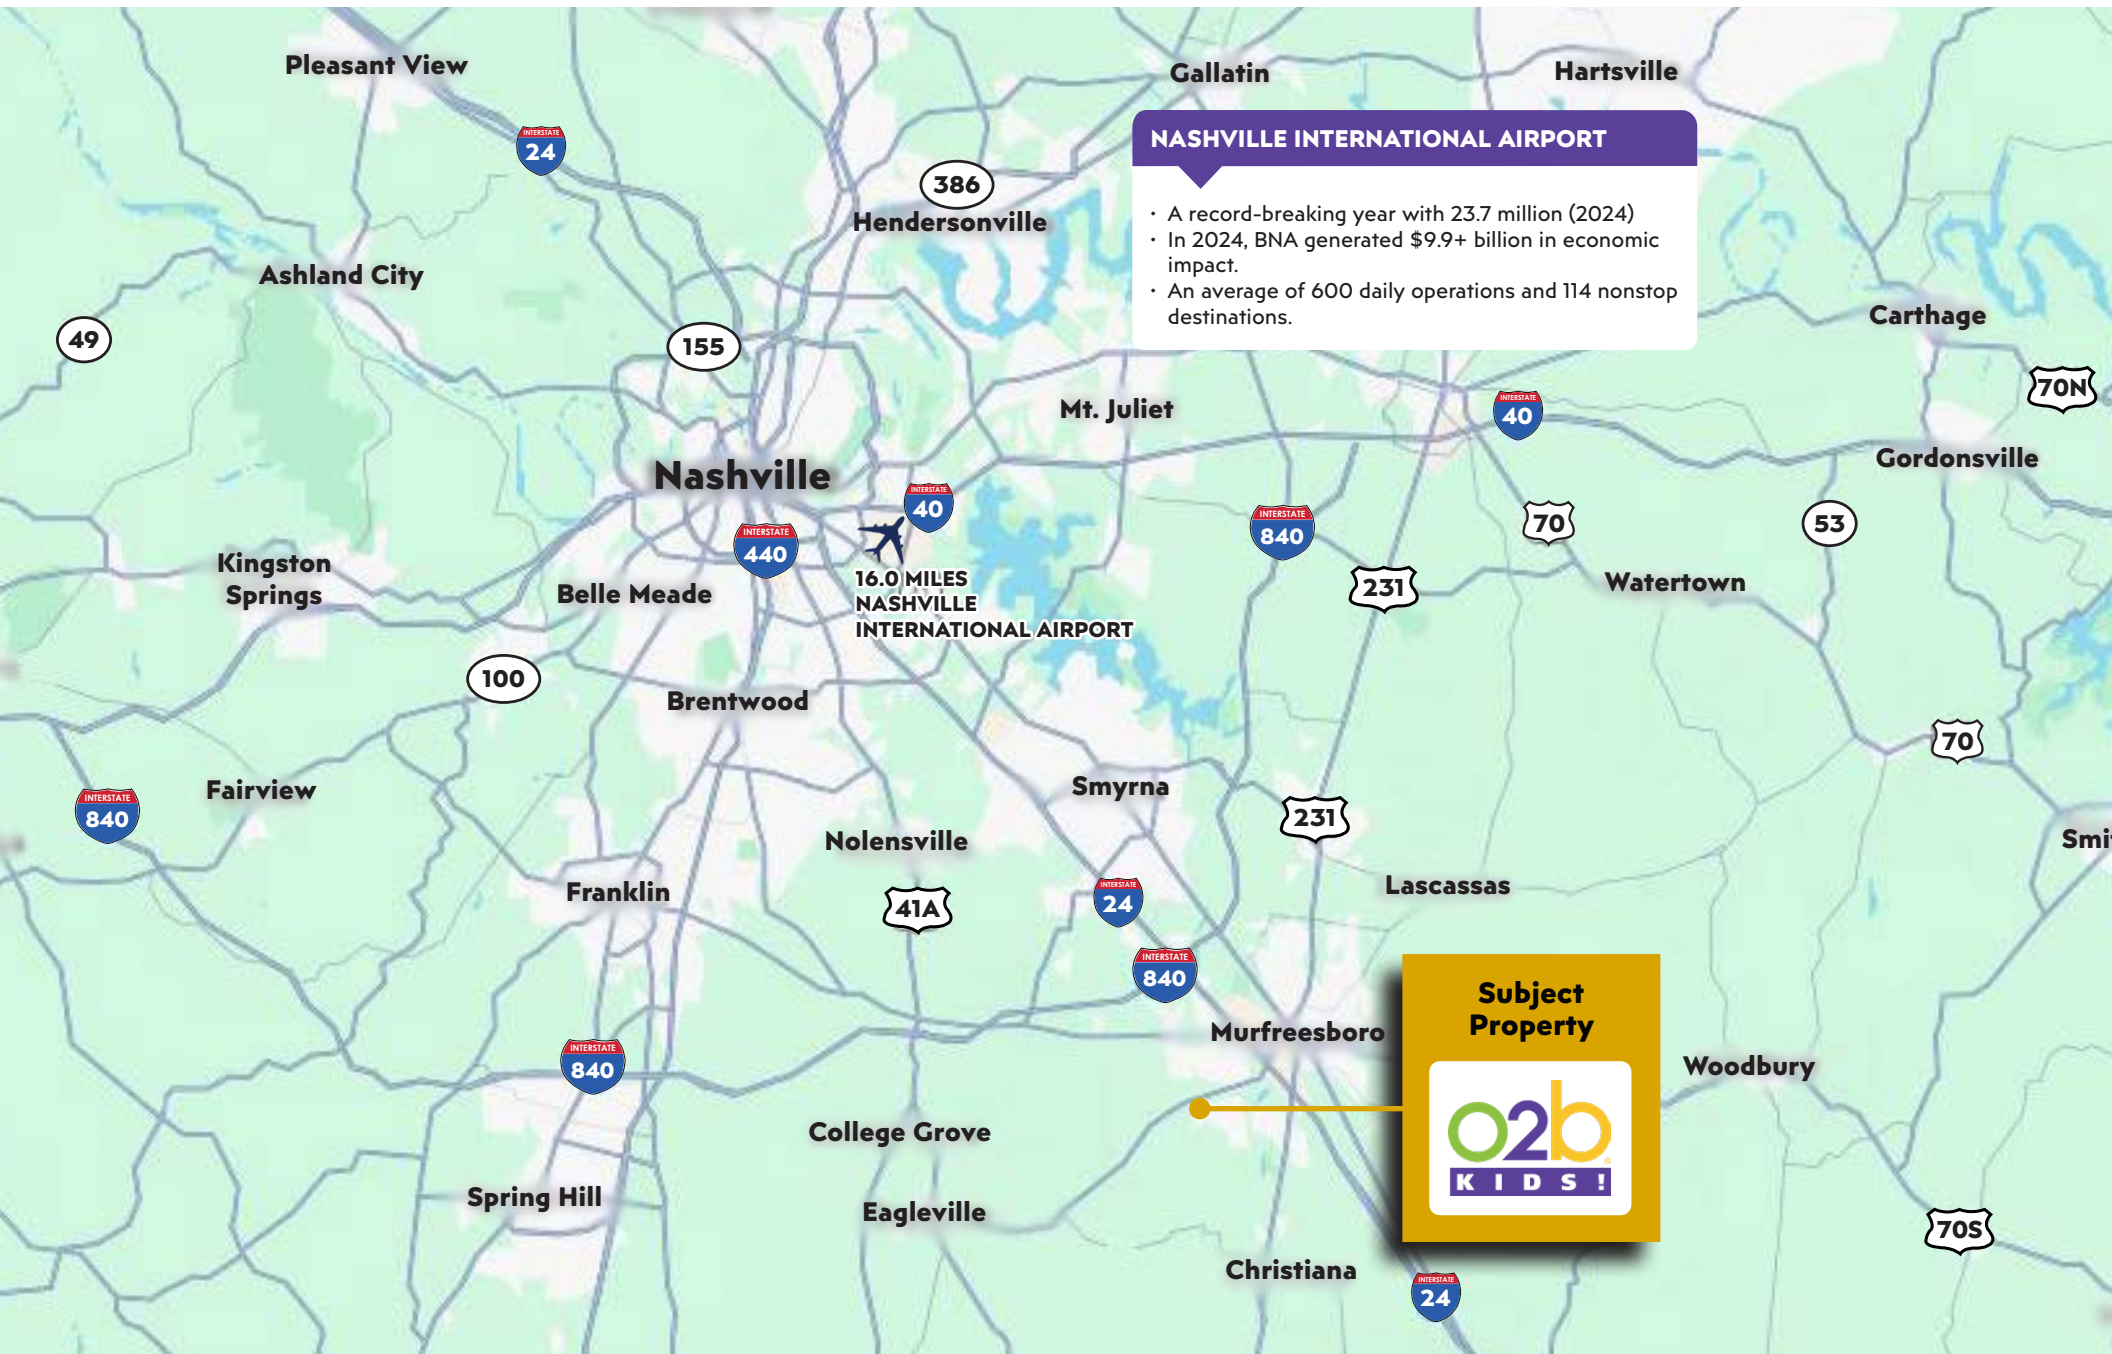 Pleasant View
Gallatin
Hartsville
INTERSTATE
24
NASHVILLE INTERNATIONAL AIRPORT
386
Hendersonville
· A record-breaking year with 23.7 million (2024)
· In 2024, BNA generated $9.9+ billion in economic
impact.
· An average of 600 daily operations and 114 nonstop
destinations.
Ashland City
Carthage
49
155
70N
Mt. Juliet
INTERSTATE
40
Gordonsville
Nashville
INTERSTATE
40
INTERSTATE
840
70
53
INTERSTATE
440
Kingston
Springs
Belle Meade
16.0 MILES
NASHVILLE
INTERNATIONAL AIRPORT
231
Watertown
100
Brentwood
70
Fairview
INTERSTATE
840
Smyrna
231
Nolensville
Smi
Franklin
41A
INTERSTATE
24
Lascassas
INTERSTATE
840
Subject
Property
Murfreesboro
INTERSTATE
840
Woodbury
o2b
KIDS!
College Grove
Spring Hill
Eagleville
70S
Christiana
INTERSTATE
24